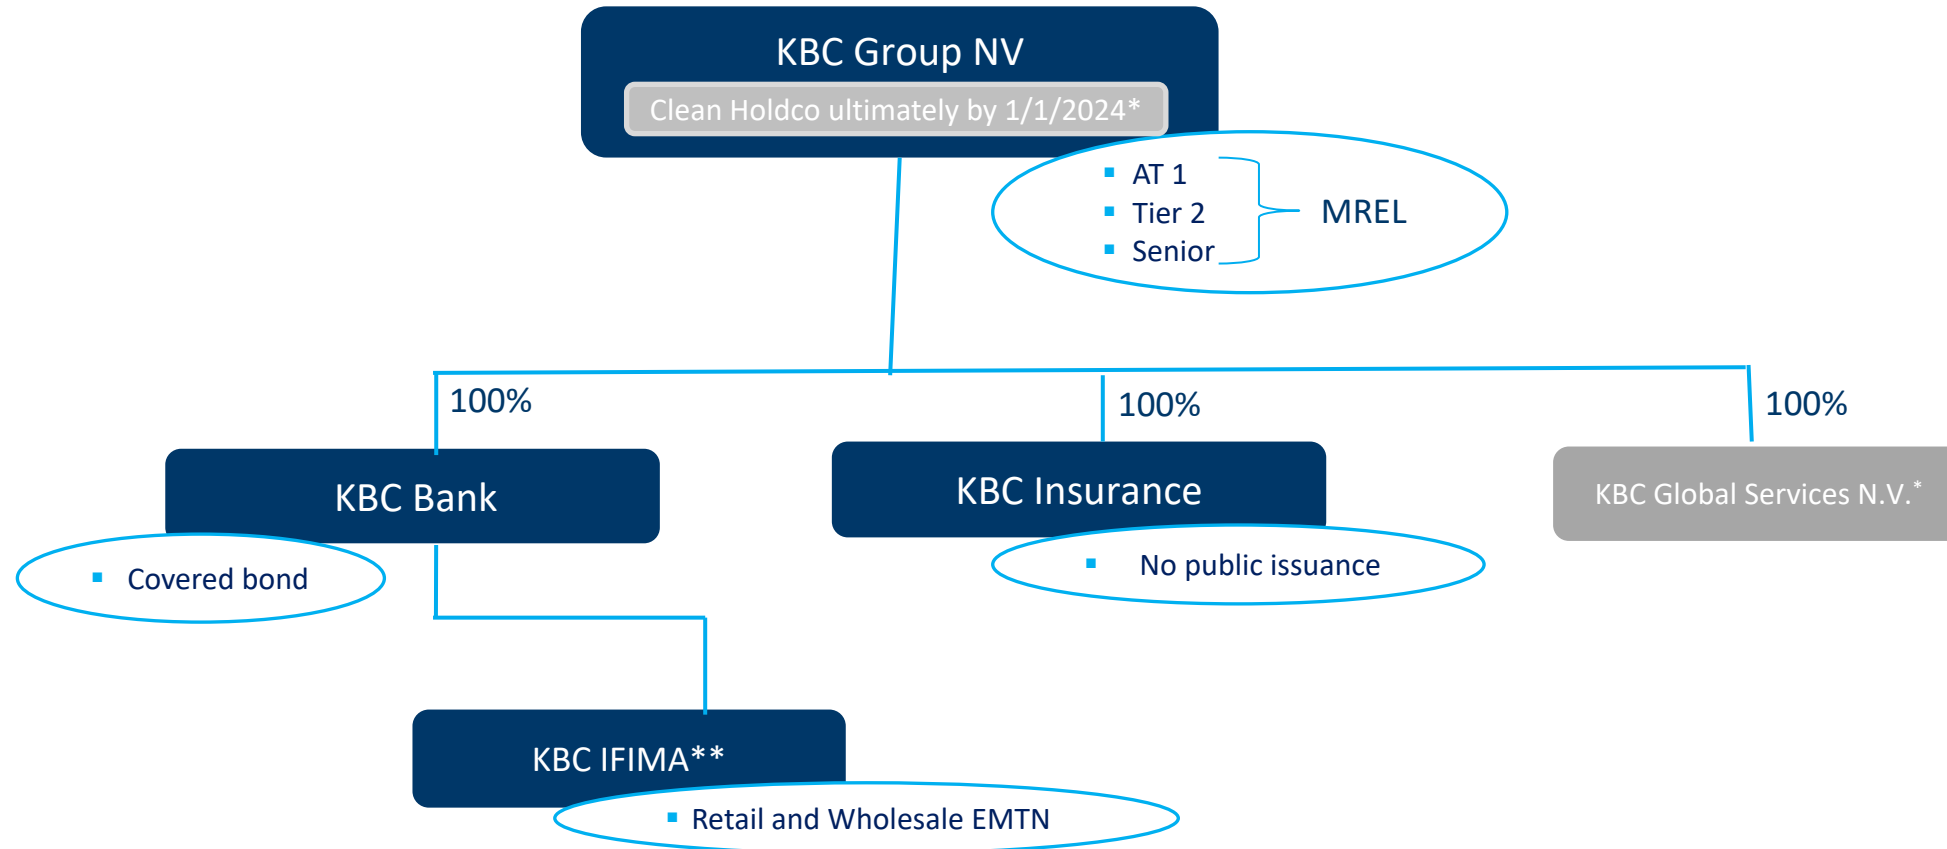 KBC Group NV
Clean Holdco ultimately by 1/1/2024*
▪ AT 1
▪ Tier 2
▪ Senior
MREL
100%
100%
100%
KBC Bank
KBC Insurance
KBC Global Services N.V.*
▪ Covered bond
▪ No public issuance
KBC IFIMA**
▪ Retail and Wholesale EMTN